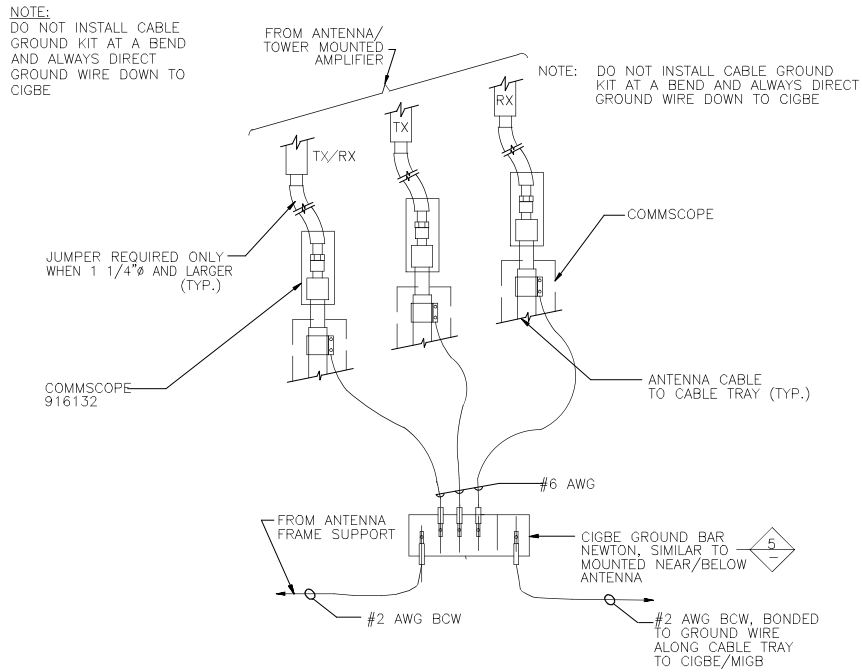 NOTE:
DO NOT INSTALL CABLE
GROUND KIT AT A BEND
AND ALWAYS DIRECT
GROUND WIRE DOWN TO
CIGBE
FROM ANTENNA/
TOWER MOUNTED
AMPLIFIER
NOTE: DO NOT INSTALL CABLE GROUND
KIT AT A BEND AND ALWAYS DIRECT
GROUND WIRE DOWN TO CIGBE
RX
TX
TX/RX
COMMSCOPE
JUMPER REQUIRED ONLY
WHEN 1 1/4"ø AND LARGER
(TYP.)
COMMSCOPE
916132
ANTENNA CABLE
TO CABLE TRAY (TYP.)
#6 AWG
FROM ANTENNA
FRAME SUPPORT
CIGBE GROUND BAR
NEWTON, SIMILAR TO
MOUNTED NEAR/BELOW
ANTENNA
5
–
#2 AWG BCW
#2 AWG BCW, BONDED
TO GROUND WIRE
ALONG CABLE TRAY
TO CIGBE/MIGB